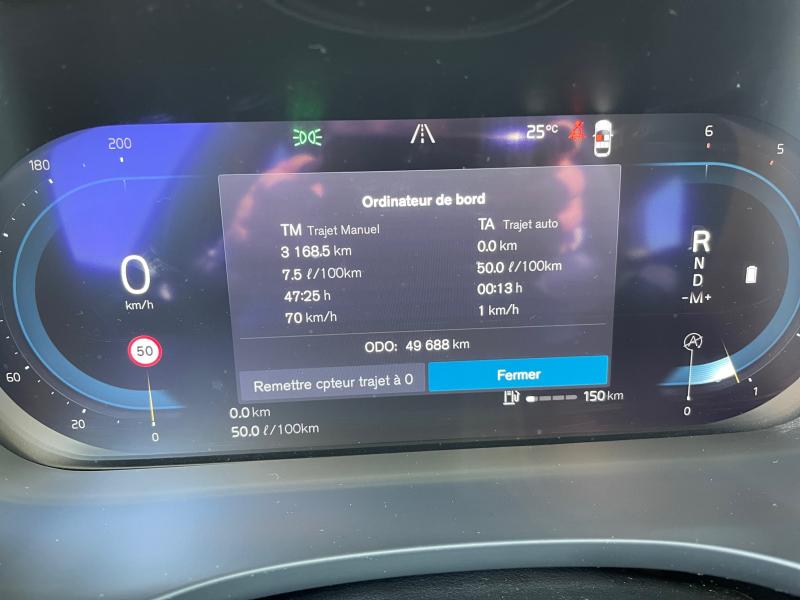 200
25°C
6
180
5
Ordinateur de bord
TM Trajet Manuel
TA Trajet auto
3 168.5 km
0.0 km
7.5 ℓ/100km
50.0 ℓ/100km
47:25 h
00:13 h
70 km/h
1 km/h
ODO: 49 688 km
Remettre cpteur trajet à 0
Fermer
0
km/h
50
60
20
0
0.0 km
50.0 ℓ/100km
150 km
R
N
D
-M+
A
1
0